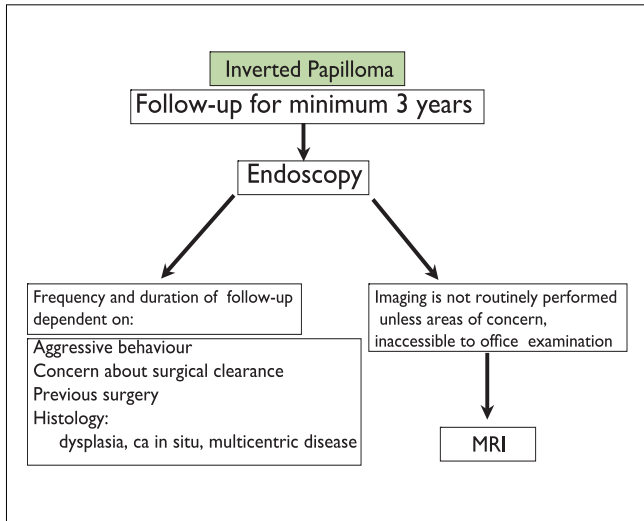 Inverted Papilloma
Follow-up for minimum 3 years
Endoscopy
Frequency and duration of follow-up
dependent on:
Aggressive behaviour
Concern about surgical clearance
Previous surgery
Histology:
dysplasia, ca in situ, multicentric disease
Imaging is not routinely performed
unless areas of concern,
inaccessible to office examination
MRI